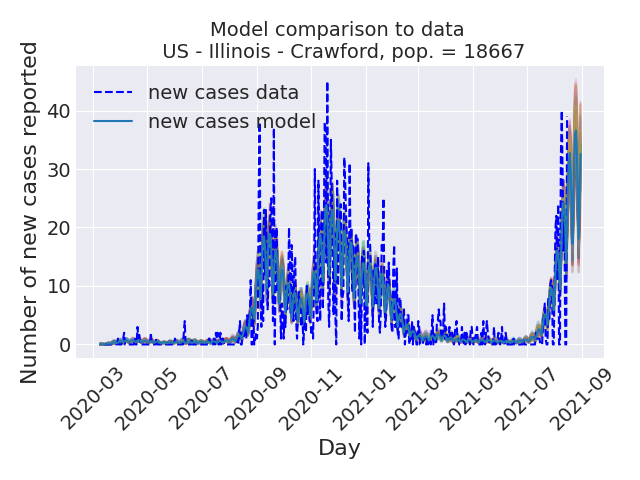 Model comparison to data
US - Illinois - Crawford, pop. = 18667
Number of new cases reported
40
30
20
10
0
new cases data
new cases model
2020-03
2020-05
2020-07
2020-09
2020-11
2021-01
2021-03
2021-05
2021-07
2021-09
Day